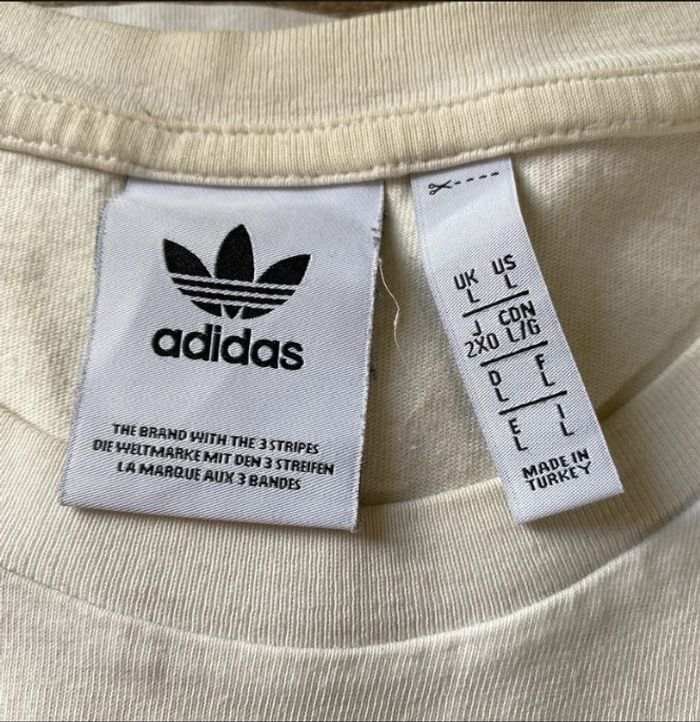 adidas
THE BRAND WITH THE 3 STRIPES
DIE WELTMARKE MIT DEN 3 STREIFEN
LA MARQUE AUX 3 BANDES
UK US
L L
J CDN
2XO L/G
D F
L L
E I
L L
MADE IN
TURKEY